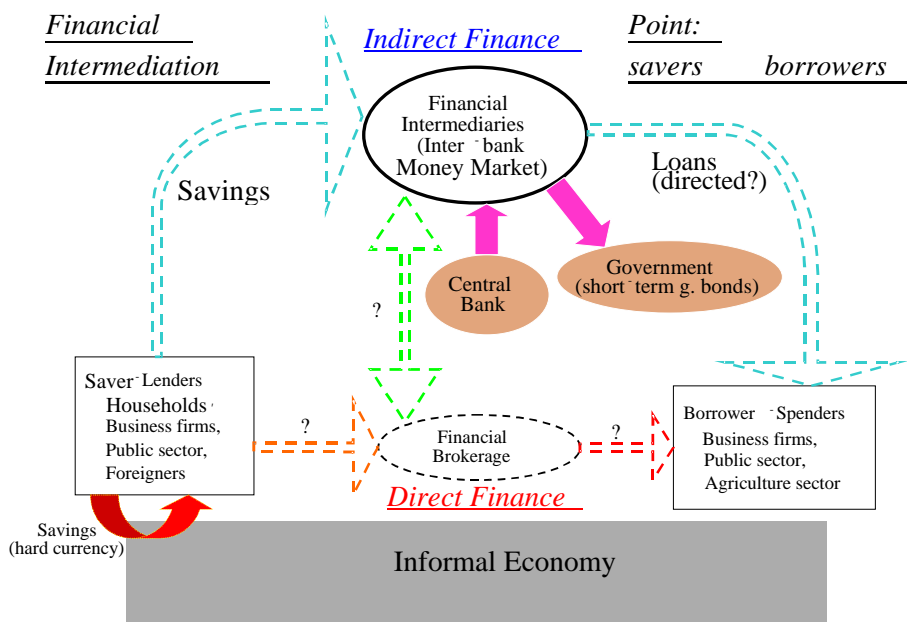 Financial
Intermediation
Indirect Finance
Point:
savers borrowers
Financial
Intermediaries
(Inter - bank
Money Market)
Savings
Loans
(directed?)
Central
Bank
Government
(short - term g. bonds)
?
Saver - Lenders
Households,
Business firms,
Public sector,
Foreigners
?
Financial
Brokerage
?
Borrower - Spenders
Business firms,
Public sector,
Agriculture sector
Direct Finance
Savings
(hard currency)
Informal Economy